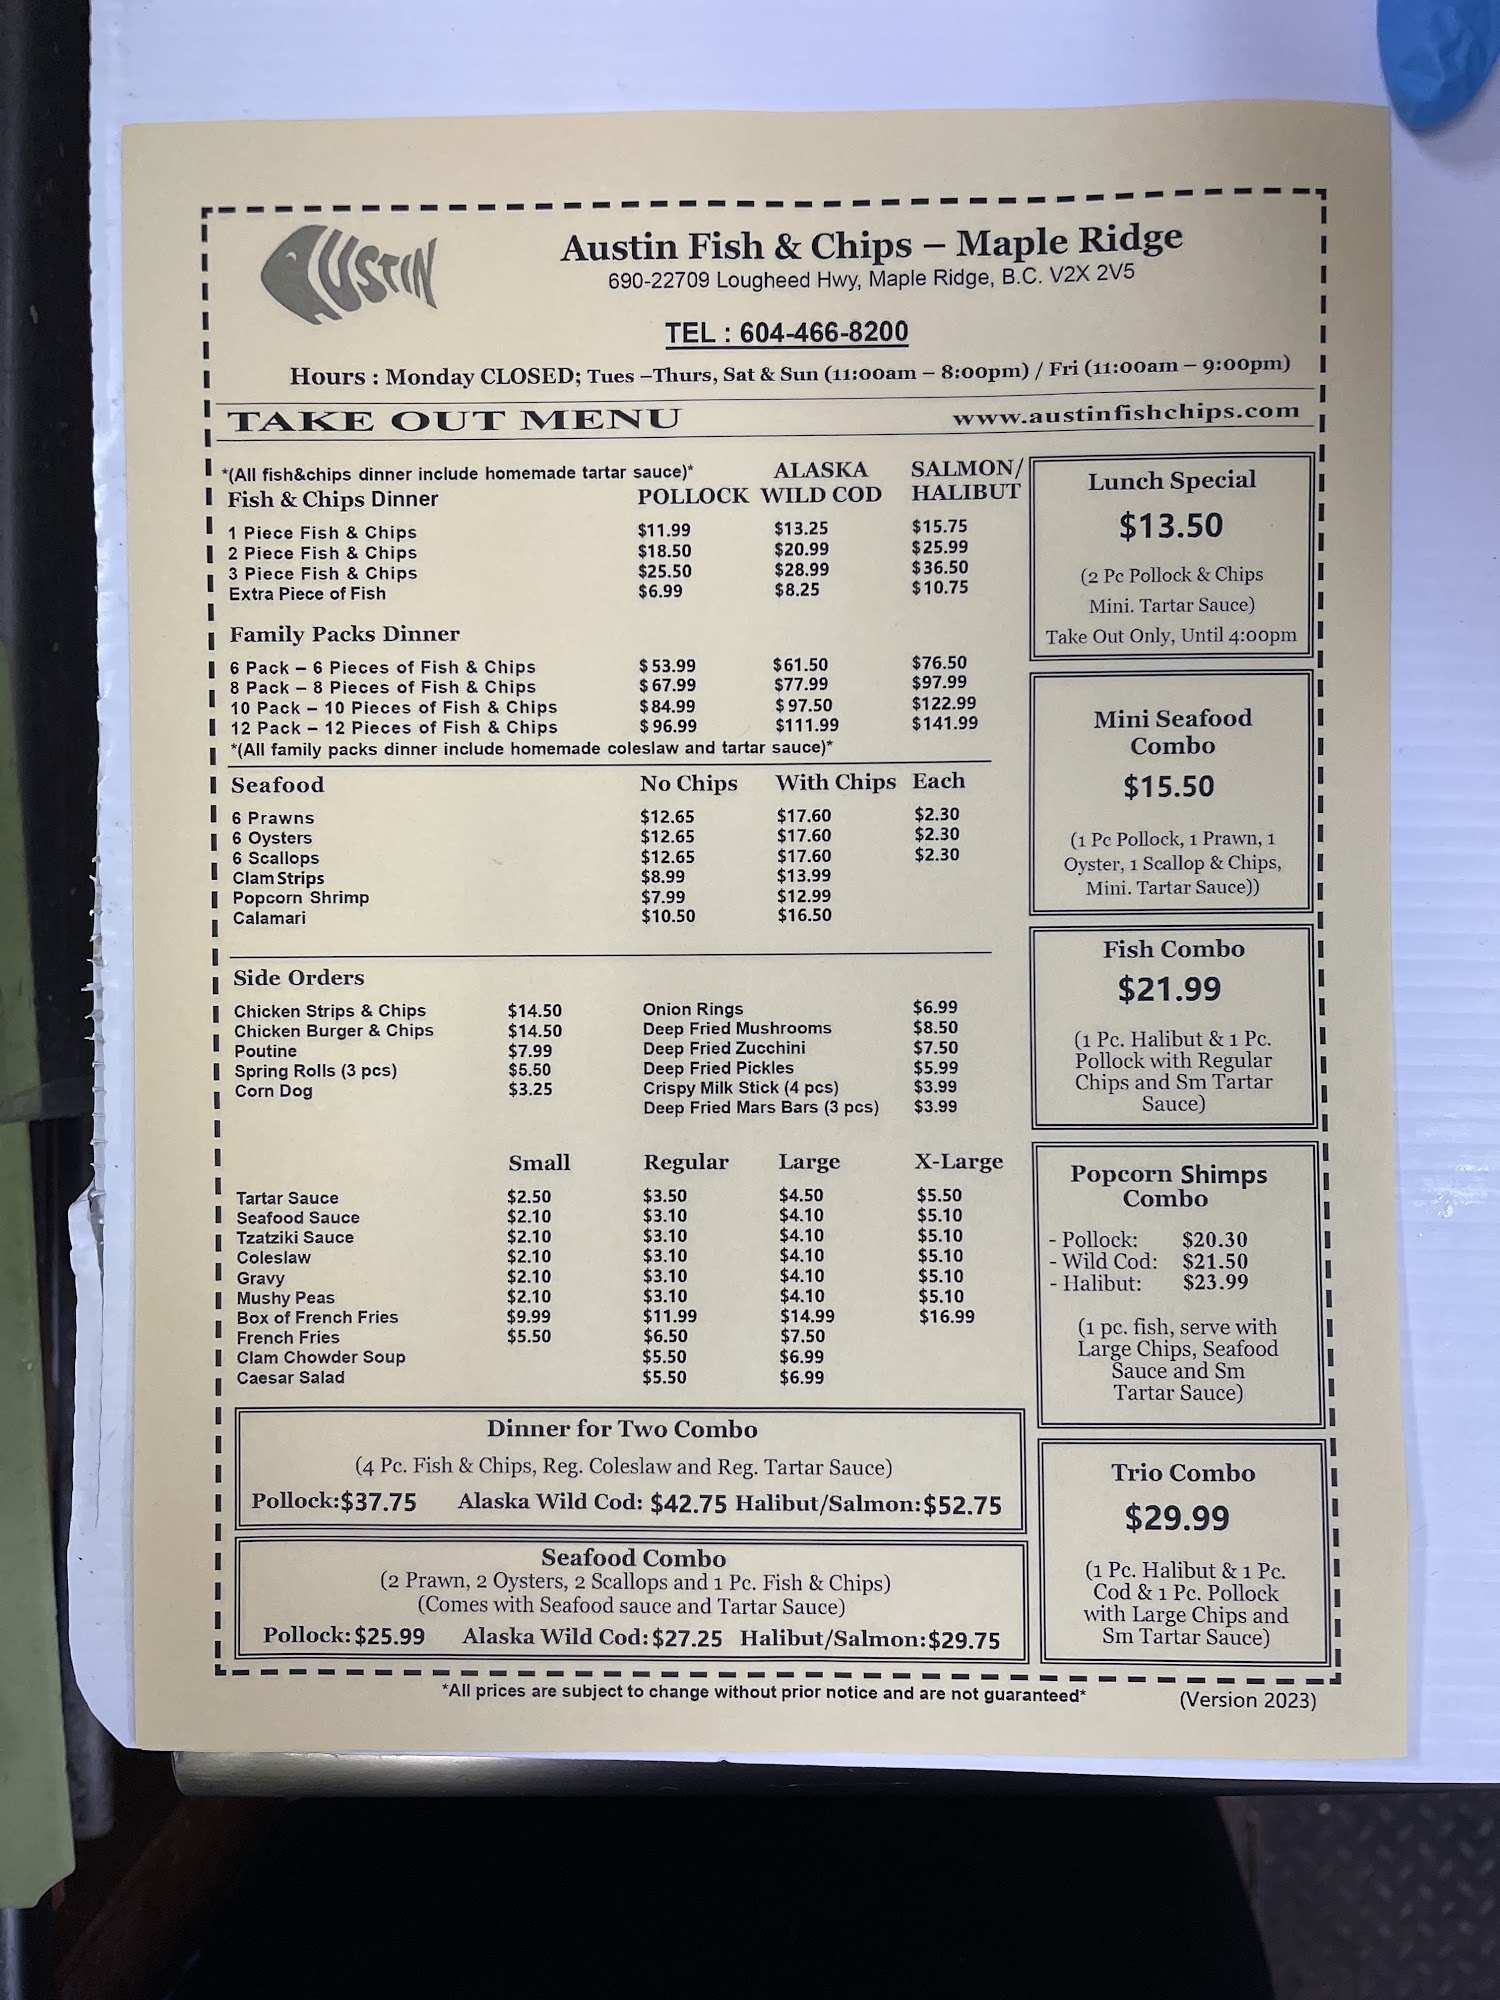 AUSTIN
Austin Fish & Chips – Maple Ridge
690-22709 Lougheed Hwy, Maple Ridge, B.C. V2X 2V5
TEL : 604-466-8200
Hours : Monday CLOSED; Tues –Thurs, Sat & Sun (11:00am – 8:00pm) / Fri (11:00am – 9:00pm)
TAKE OUT MENU www.austinfishchips.com
*(All fish&chips dinner include homemade tartar sauce)* ALASKA SALMON/
Fish & Chips Dinner POLLOCK WILD COD HALIBUT
1 Piece Fish & Chips $11.99 $13.25 $15.75
2 Piece Fish & Chips $18.50 $20.99 $25.99
3 Piece Fish & Chips $25.50 $28.99 $36.50
Extra Piece of Fish $6.99 $8.25 $10.75
Family Packs Dinner
6 Pack – 6 Pieces of Fish & Chips $53.99 $61.50 $76.50
8 Pack – 8 Pieces of Fish & Chips $67.99 $77.99 $97.99
10 Pack – 10 Pieces of Fish & Chips $84.99 $97.50 $122.99
12 Pack – 12 Pieces of Fish & Chips $96.99 $111.99 $141.99
*(All family packs dinner include homemade coleslaw and tartar sauce)*
Seafood No Chips With Chips Each
6 Prawns $12.65 $17.60 $2.30
6 Oysters $12.65 $17.60 $2.30
6 Scallops $12.65 $17.60 $2.30
Clam Strips $8.99 $13.99
Popcorn Shrimp $7.99 $12.99
Calamari $10.50 $16.50
Side Orders
Chicken Strips & Chips $14.50 Onion Rings $6.99
Chicken Burger & Chips $14.50 Deep Fried Mushrooms $8.50
Poutine $7.99 Deep Fried Zucchini $7.50
Spring Rolls (3 pcs) $5.50 Deep Fried Pickles $5.99
Corn Dog $3.25 Crispy Milk Stick (4 pcs) $3.99
Deep Fried Mars Bars (3 pcs) $3.99
Small Regular Large X-Large
Tartar Sauce $2.50 $3.50 $4.50 $5.50
Seafood Sauce $2.10 $3.10 $4.10 $5.10
Tzatziki Sauce $2.10 $3.10 $4.10 $5.10
Coleslaw $2.10 $3.10 $4.10 $5.10
Gravy $2.10 $3.10 $4.10 $5.10
Mushy Peas $2.10 $3.10 $4.10 $5.10
Box of French Fries $9.99 $11.99 $14.99 $16.99
French Fries $5.50 $6.50 $7.50
Clam Chowder Soup $5.50 $6.99
Caesar Salad $5.50 $6.99
Dinner for Two Combo
(4 Pc. Fish & Chips, Reg. Coleslaw and Reg. Tartar Sauce)
Pollock:$37.75 Alaska Wild Cod: $42.75 Halibut/Salmon:$52.75
Seafood Combo
(2 Prawn, 2 Oysters, 2 Scallops and 1 Pc. Fish & Chips)
(Comes with Seafood sauce and Tartar Sauce)
Pollock:$25.99 Alaska Wild Cod:$27.25 Halibut/Salmon:$29.75
Lunch Special
$13.50
(2 Pc Pollock & Chips
Mini. Tartar Sauce)
Take Out Only, Until 4:00pm
Mini Seafood
Combo
$15.50
(1 Pc Pollock, 1 Prawn, 1
Oyster, 1 Scallop & Chips,
Mini. Tartar Sauce))
Fish Combo
$21.99
(1 Pc. Halibut & 1 Pc.
Pollock with Regular
Chips and Sm Tartar
Sauce)
Popcorn Shimps
Combo
- Pollock: $20.30
- Wild Cod: $21.50
- Halibut: $23.99
(1 pc. fish, serve with
Large Chips, Seafood
Sauce and Sm
Tartar Sauce)
Trio Combo
$29.99
(1 Pc. Halibut & 1 Pc.
Cod & 1 Pc. Pollock
with Large Chips and
Sm Tartar Sauce)
*All prices are subject to change without prior notice and are not guaranteed* (Version 2023)